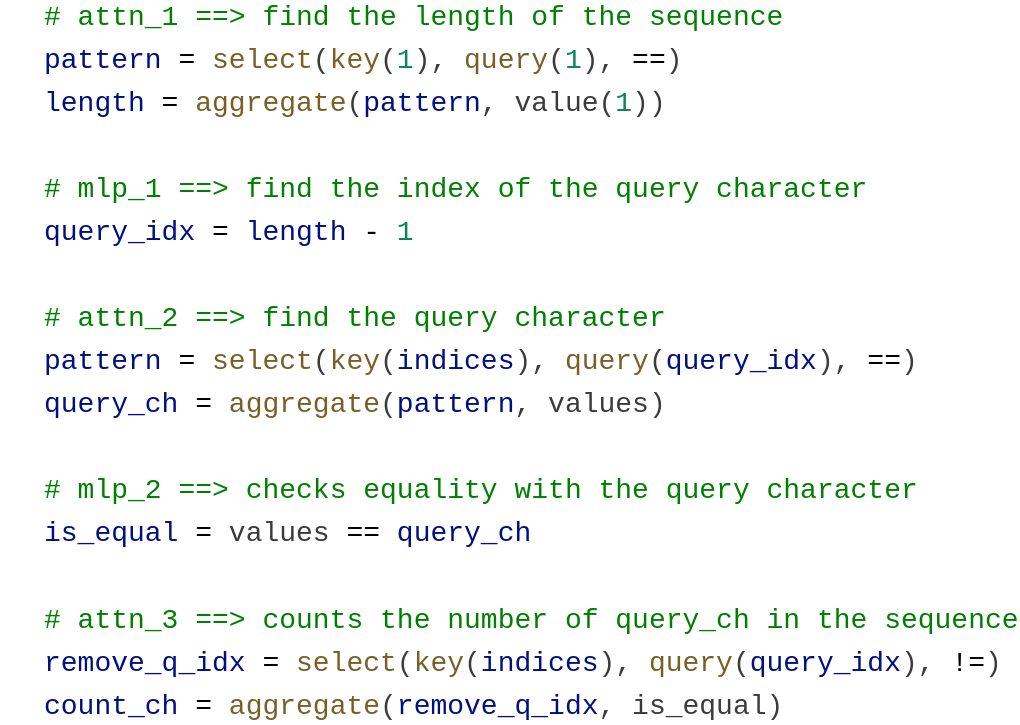 # attn_1 ==> find the length of the sequence
pattern = select(key(1), query(1), ==)
length = aggregate(pattern, value(1))
# mlp_1 ==> find the index of the query character
query_idx = length - 1
# attn_2 ==> find the query character
pattern = select(key(indices), query(query_idx), ==)
query_ch = aggregate(pattern, values)
# mlp_2 ==> checks equality with the query character
is_equal = values == query_ch
# attn_3 ==> counts the number of query_ch in the sequence
remove_q_idx = select(key(indices), query(query_idx), !=)
count_ch = aggregate(remove_q_idx, is_equal)